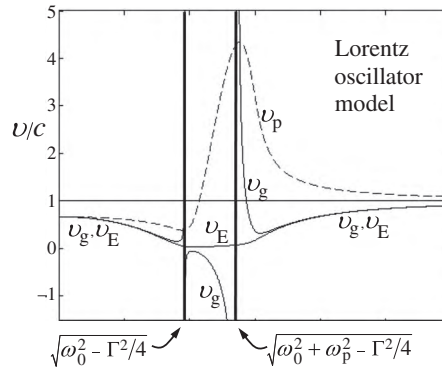 5
4
3
2
1
0
−1
υ/c
Lorentz
oscillator
model
υp
υg
υg,υE
υE
υg,υE
υg
√ω0² − Γ²/4
√ω0² + ωp² − Γ²/4